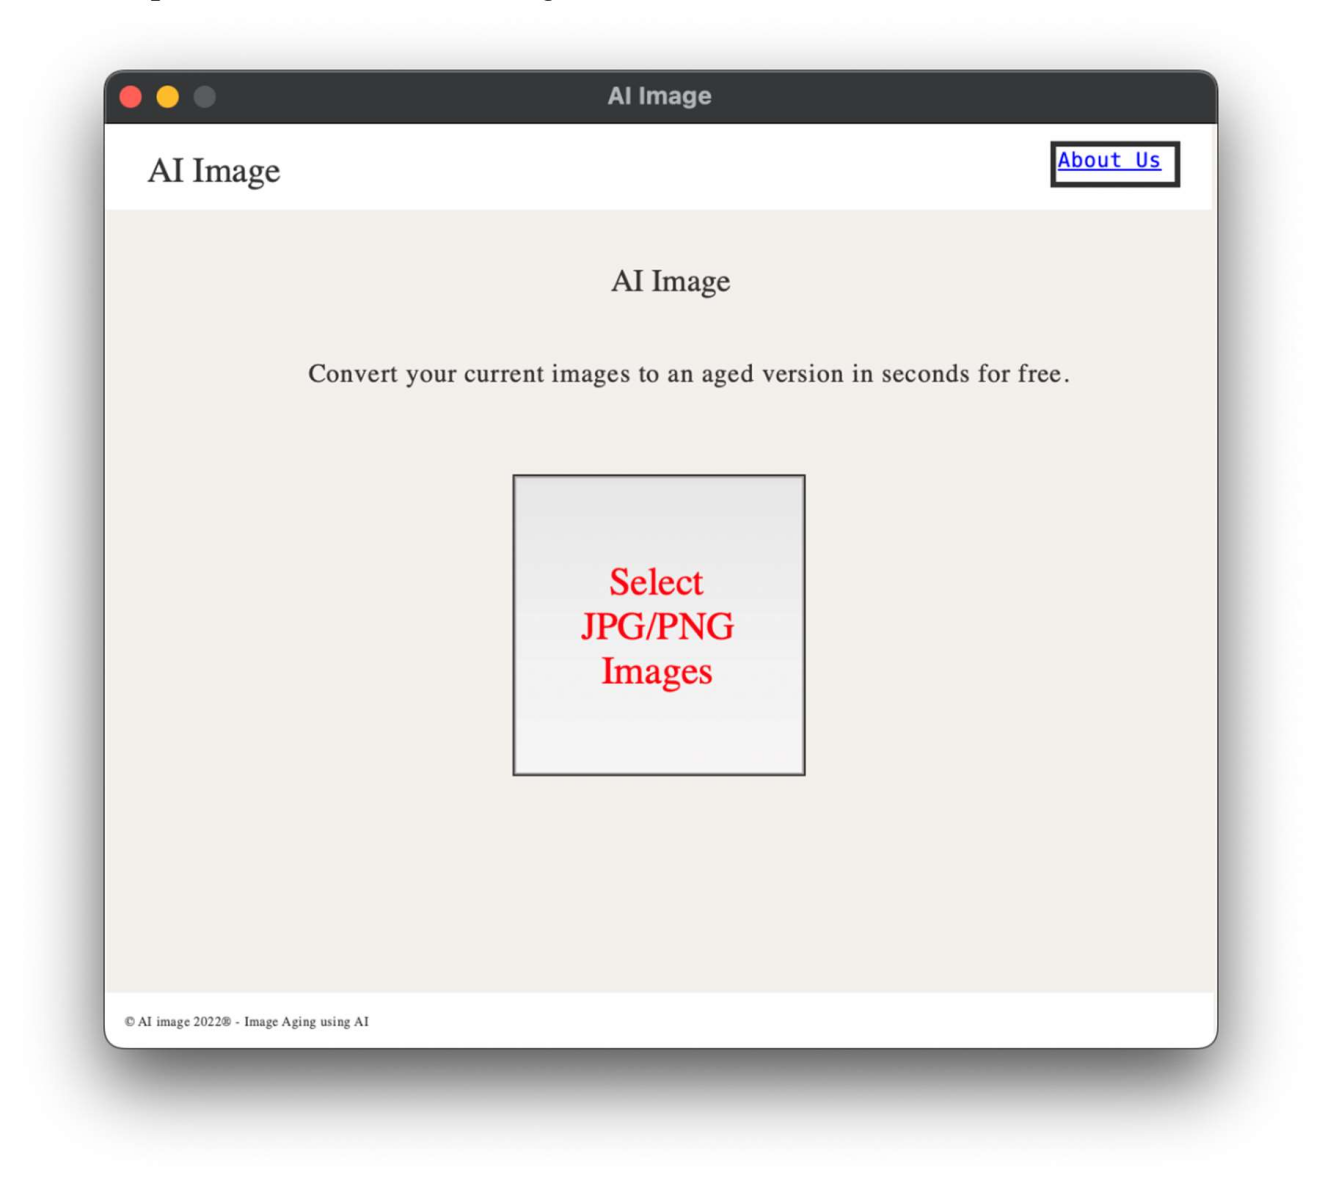 AI Image
AI Image
About Us
AI Image
Convert your current images to an aged version in seconds for free.
Select
JPG/PNG
Images
© AI image 2022® - Image Aging using AI